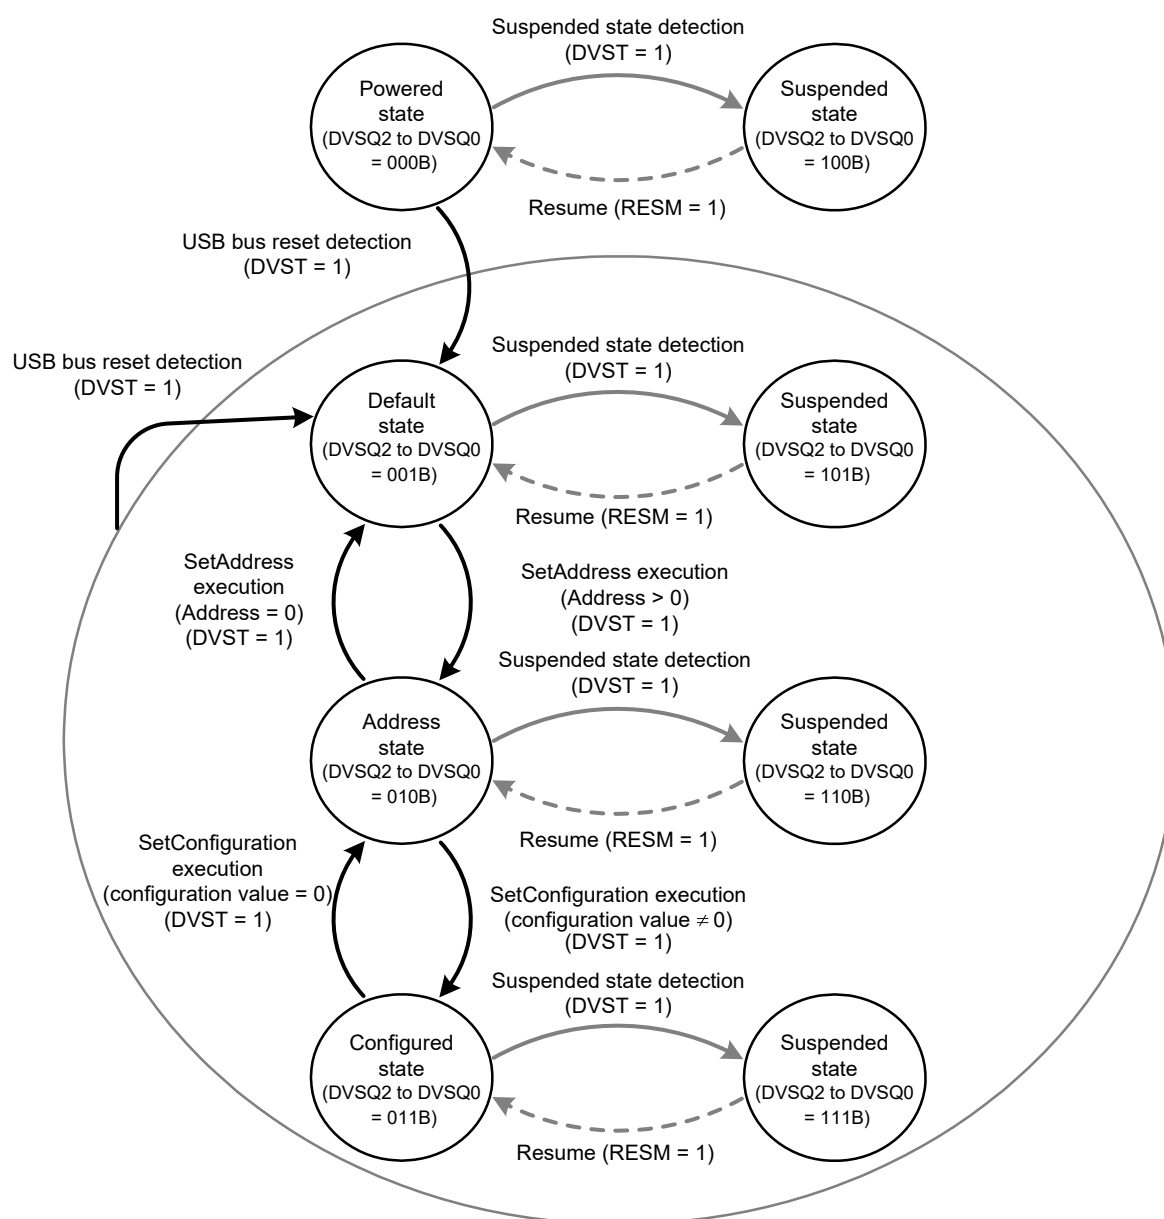 Suspended state detection
(DVST = 1)
Powered
state
(DVSQ2 to DVSQ0
= 000B)
Suspended
state
(DVSQ2 to DVSQ0
= 100B)
Resume (RESM = 1)
USB bus reset detection
(DVST = 1)
USB bus reset detection
(DVST = 1)
Suspended state detection
(DVST = 1)
Default
state
(DVSQ2 to DVSQ0
= 001B)
Suspended
state
(DVSQ2 to DVSQ0
= 101B)
Resume (RESM = 1)
SetAddress
execution
(Address = 0)
(DVST = 1)
SetAddress execution
(Address > 0)
(DVST = 1)
Suspended state detection
(DVST = 1)
Address
state
(DVSQ2 to DVSQ0
= 010B)
Suspended
state
(DVSQ2 to DVSQ0
= 110B)
Resume (RESM = 1)
SetConfiguration
execution
(configuration value = 0)
(DVST = 1)
SetConfiguration execution
(configuration value ≠ 0)
(DVST = 1)
Suspended state detection
(DVST = 1)
Configured
state
(DVSQ2 to DVSQ0
= 011B)
Suspended
state
(DVSQ2 to DVSQ0
= 111B)
Resume (RESM = 1)